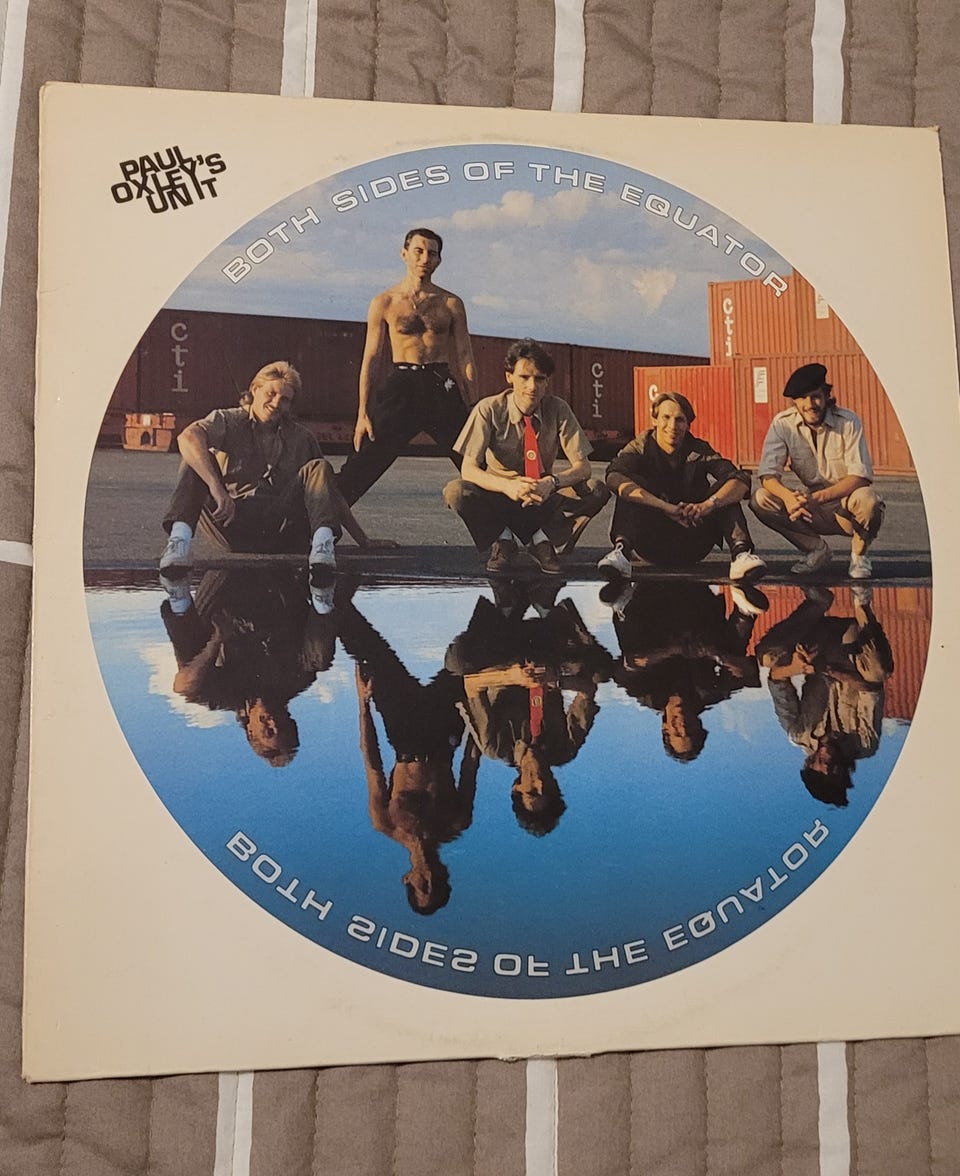 PAUL
OXLEY'S
UNIT
BOTH SIDES OF THE EQUATOR
cti
cti
cti
c
BOTH SIDES OF THE EQUATOR